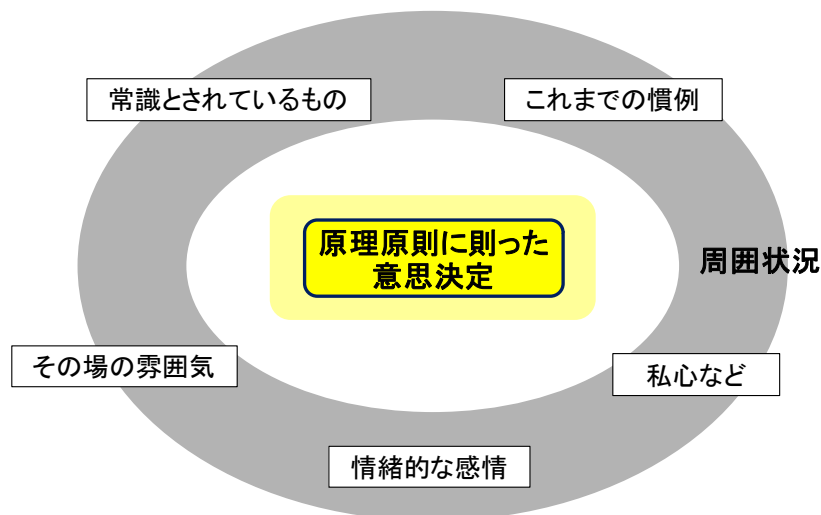 常識とされているもの
これまでの慣例
原理原則に則った
意思決定
周囲状況
その場の雰囲気
私心など
情緒的な感情